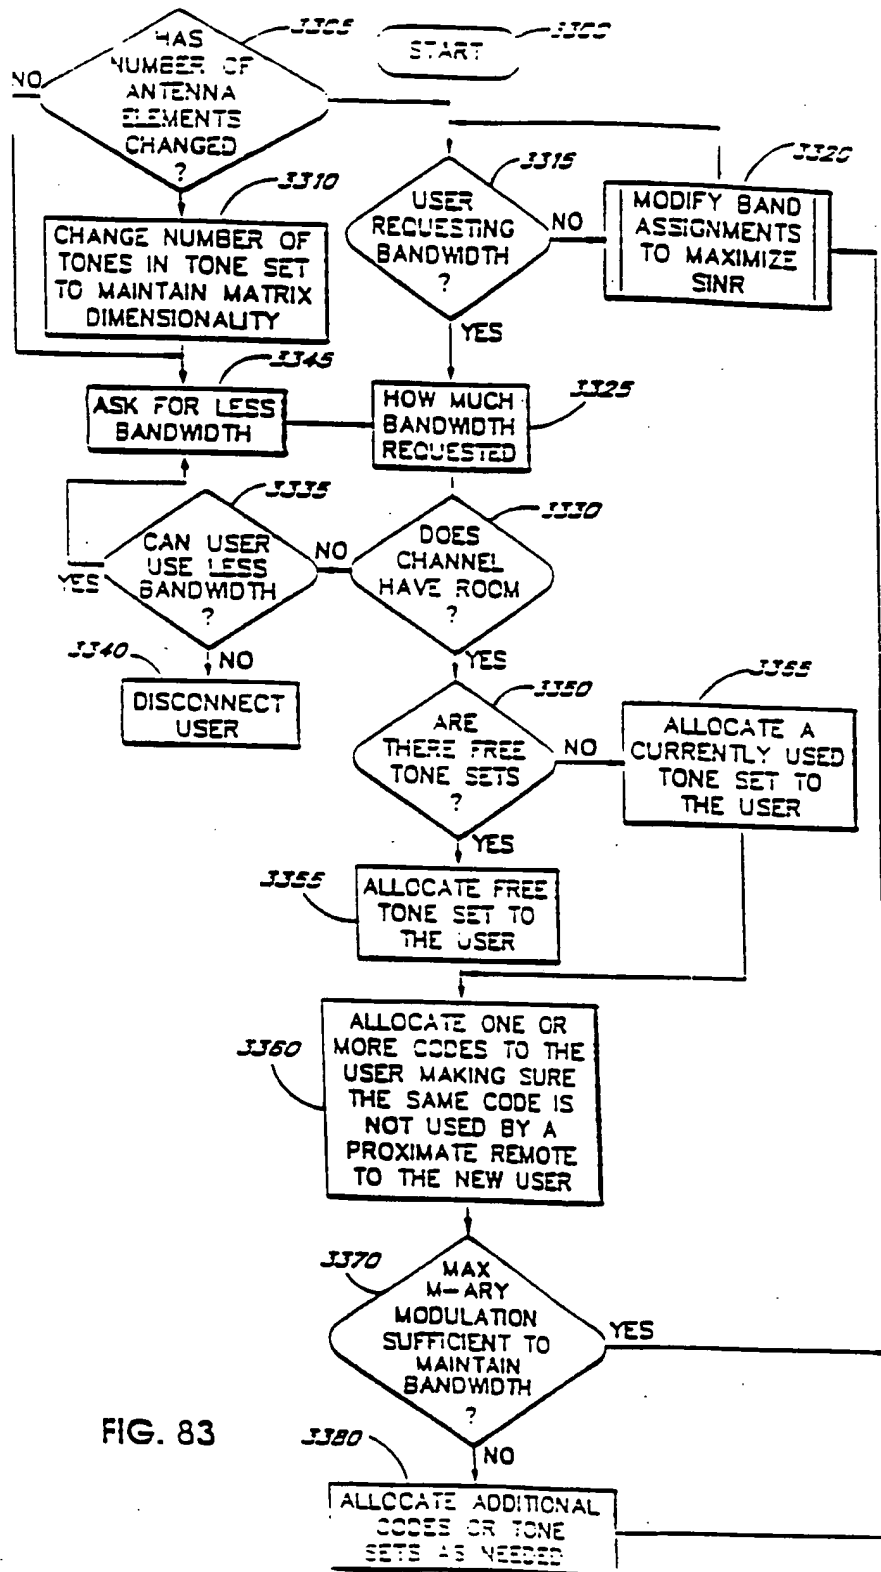 3305
HAS
NUMBER OF
ANTENNA
ELEMENTS
CHANGED
?
NO
START
3300
3310
CHANGE NUMBER OF
TONES IN TONE SET
TO MAINTAIN MATRIX
DIMENSIONALITY
3315
USER
REQUESTING
BANDWIDTH
?
NO
YES
3320
MODIFY BAND
ASSIGNMENTS
TO MAXIMIZE
SINR
3345
ASK FOR LESS
BANDWIDTH
HOW MUCH
BANDWIDTH
REQUESTED
3325
3335
CAN USER
USE LESS
BANDWIDTH
?
YES
NO
NO
DOES
CHANNEL
HAVE ROOM
?
3330
YES
3340
DISCONNECT
USER
3350
ARE
THERE FREE
TONE SETS
?
NO
YES
3365
ALLOCATE A
CURRENTLY USED
TONE SET TO
THE USER
3355
ALLOCATE FREE
TONE SET TO
THE USER
3360
ALLOCATE ONE OR
MORE CODES TO THE
USER MAKING SURE
THE SAME CODE IS
NOT USED BY A
PROXIMATE REMOTE
TO THE NEW USER
3370
MAX
M-ARY
MODULATION
SUFFICIENT TO
MAINTAIN
BANDWIDTH
?
YES
NO
FIG. 83
3380
ALLOCATE ADDITIONAL
CODES OR TONE
SETS AS NEEDED